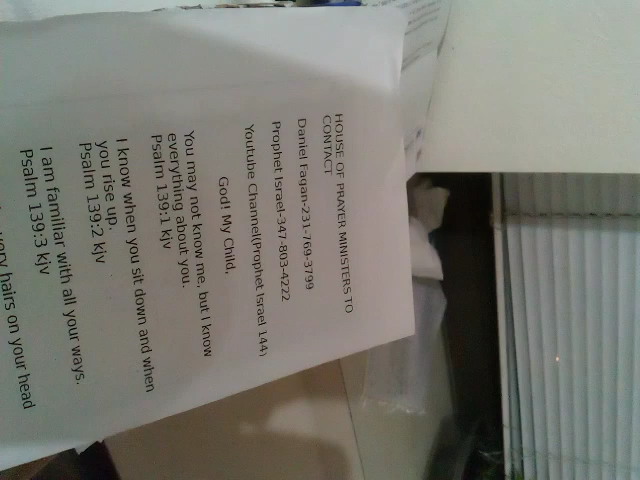 HOUSE OF PRAYER MINISTERS TO
CONTACT
Daniel Fagan-231-769-3799
Prophet Israel-347-803-4222
Youtube Channel(Prophet Israel 144)
God! My Child,
You may not know me, but I know
everything about you.
Psalm 139:1 kjv
I know when you sit down and when
you rise up.
Psalm 139:2 kjv
I am familiar with all your ways.
Psalm 139:3 kjv
very hairs on your head